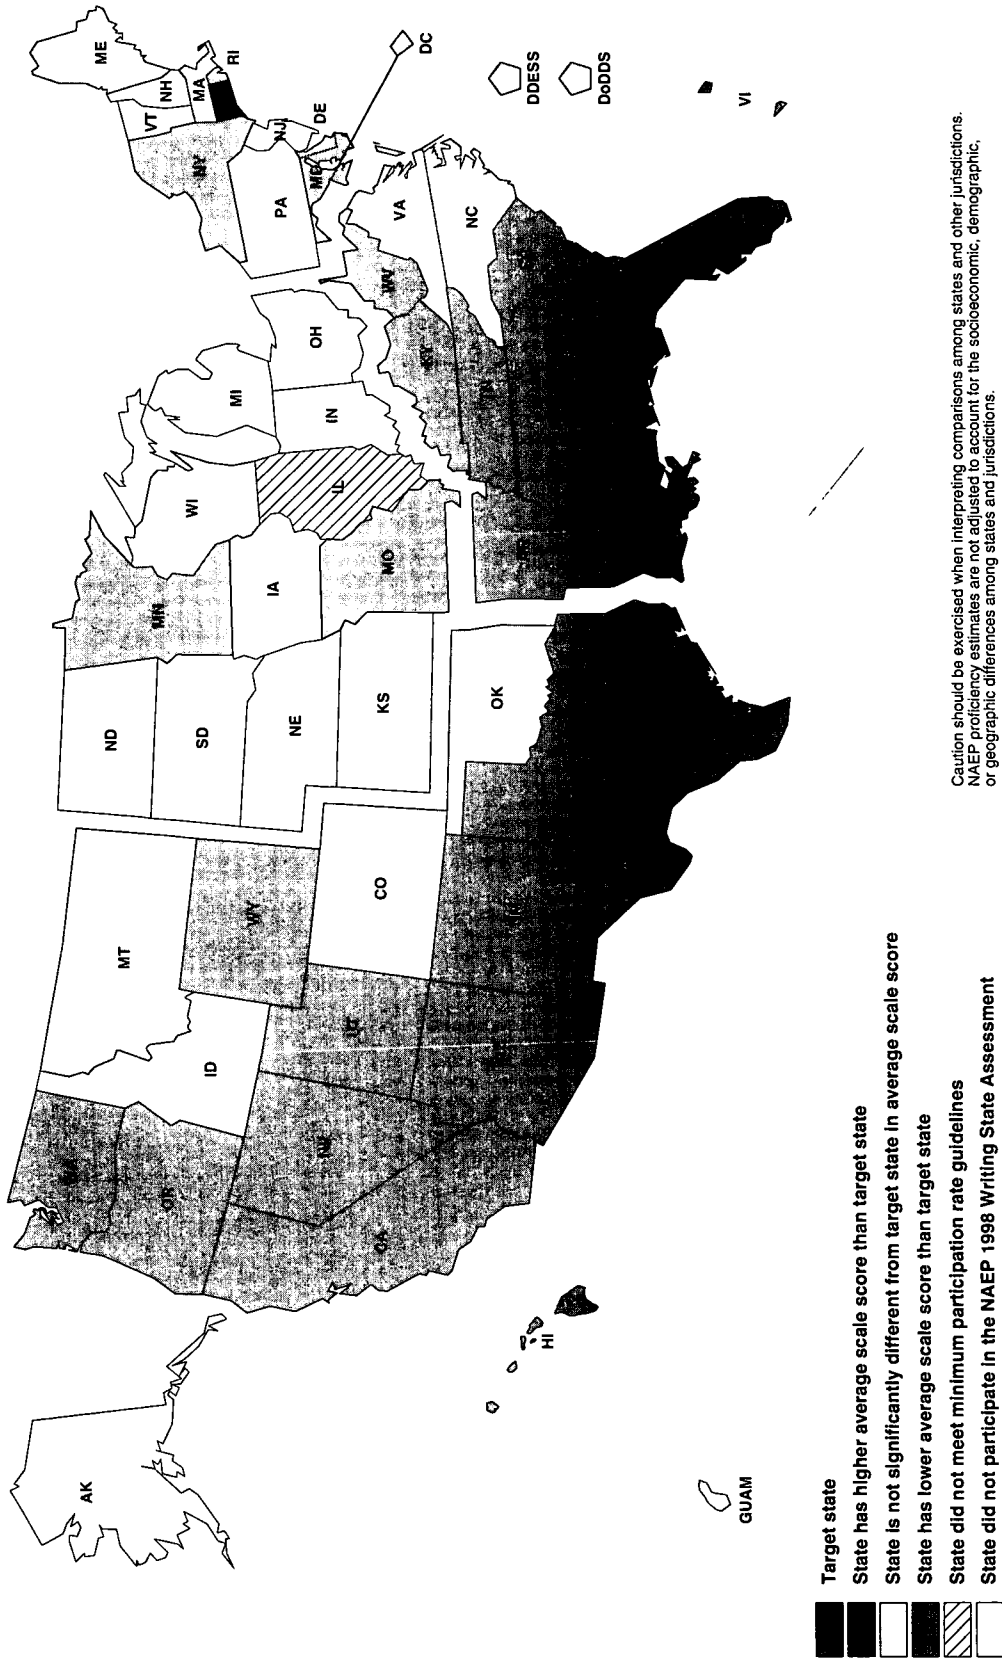 ME
NH
VT
MA
RI
NY
NJ
DE
DC
PA
MD
DDESS
DoDDS
VI
VA
WV
NC
OH
MI
IN
KY
IL
WI
MN
IA
MO
ND
SD
NE
KS
OK
MT
WY
CO
ID
UT
WA
OR
NV
CA
HI
AK
GUAM
Target state
State has higher average scale score than target state
State is not significantly different from target state in average scale score
State has lower average scale score than target state
State did not meet minimum participation rate guidelines
State did not participate in the NAEP 1998 Writing State Assessment
Caution should be exercised when interpreting comparisons among states and other jurisdictions.
NAEP proficiency estimates are not adjusted to account for the socioeconomic, demographic,
or geographic differences among states and jurisdictions.